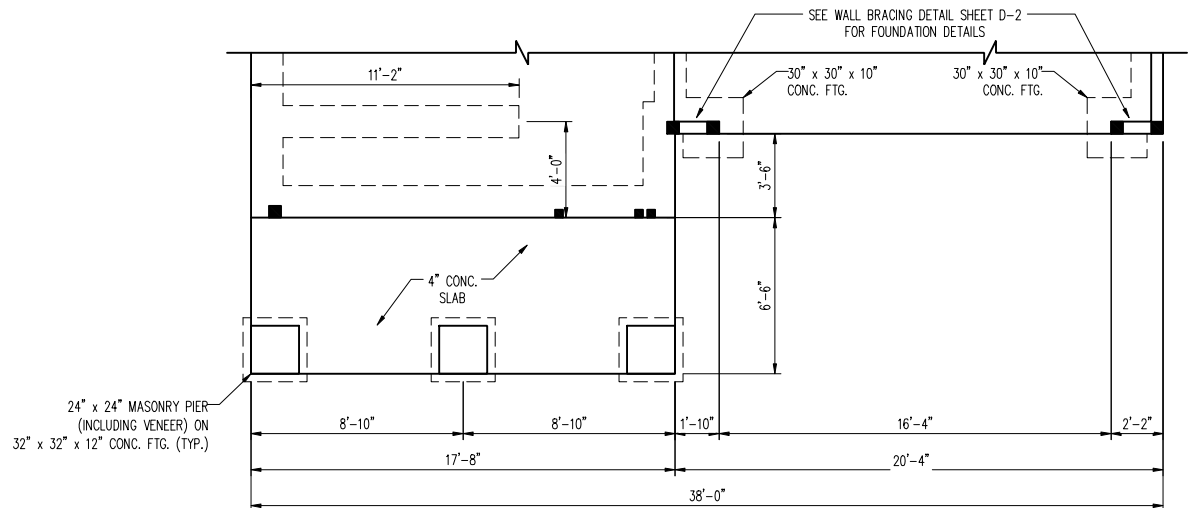 SEE WALL BRACING DETAIL SHEET D-2
FOR FOUNDATION DETAILS
11'-2"
30" x 30" x 10"
CONC. FTG.
30" x 30" x 10"
CONC. FTG.
4'-0"
3'-6"
4" CONC.
SLAB
6'-6"
24" x 24" MASONRY PIER
(INCLUDING VENEER) ON
32" x 32" x 12" CONC. FTG. (TYP.)
8'-10"
8'-10"
1'-10"
16'-4"
2'-2"
17'-8"
20'-4"
38'-0"